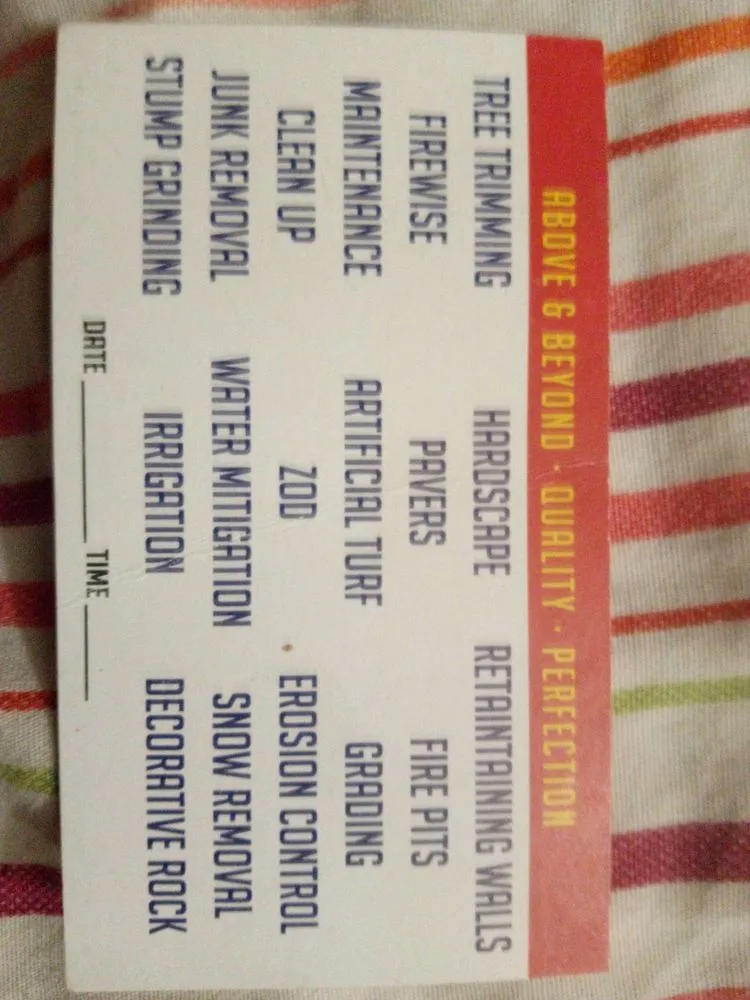 ABOVE & BEYOND · QUALITY · PERFECTION
TREE TRIMMING HARDSCAPE RETAINTAINING WALLS
FIREWISE PAVERS FIRE PITS
MAINTENANCE ARTIFICIAL TURF GRADING
CLEAN UP ZOD EROSION CONTROL
JUNK REMOVAL WATER MITIGATION SNOW REMOVAL
STUMP GRINDING IRRIGATION DECORATIVE ROCK
DATE TIME